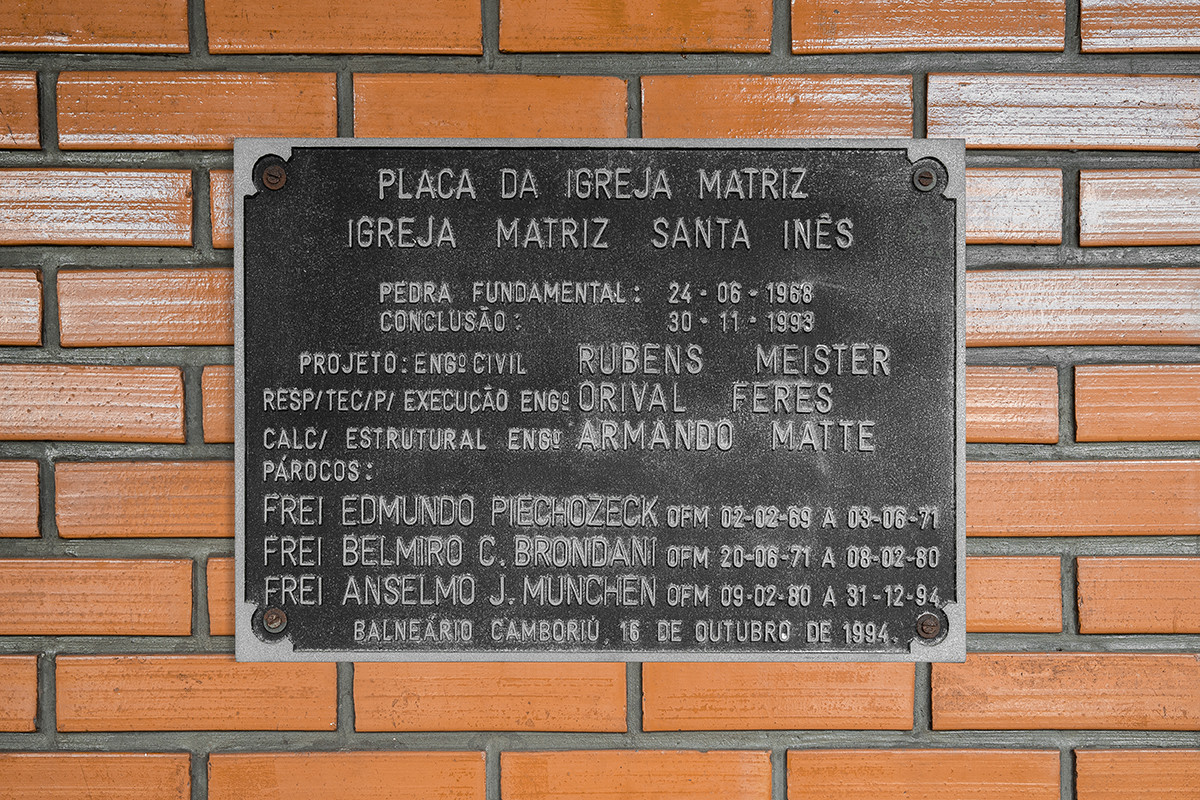 PLACA DA IGREJA MATRIZ
IGREJA MATRIZ SANTA INÊS
PEDRA FUNDAMENTAL: 24-06-1968
CONCLUSÃO: 30-11-1993
PROJETO: ENGº CIVIL RUBENS MEISTER
RESP/TEC/P/ EXECUÇÃO ENGº ORIVAL FERES
CALC/ ESTRUTURAL ENGº ARMANDO MATTE
PÁROCOS:
FREI EDMUNDO PIECHOZECK OFM 02-02-69 A 03-06-71
FREI BELMIRO C. BRONDANI OFM 20-06-71 A 08-02-80
FREI ANSELMO J. MUNCHEN OFM 09-02-80 A 31-12-94
BALNEÁRIO CAMBORIÚ, 16 DE OUTUBRO DE 1994.